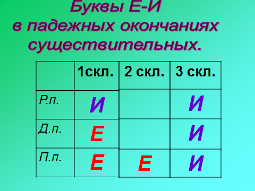 Буквы Е-И
в падежных окончаниях
существительных.
1скл. 2 скл. 3 скл.
Р.п. И И
Д.п. Е И
П.п. Е Е И